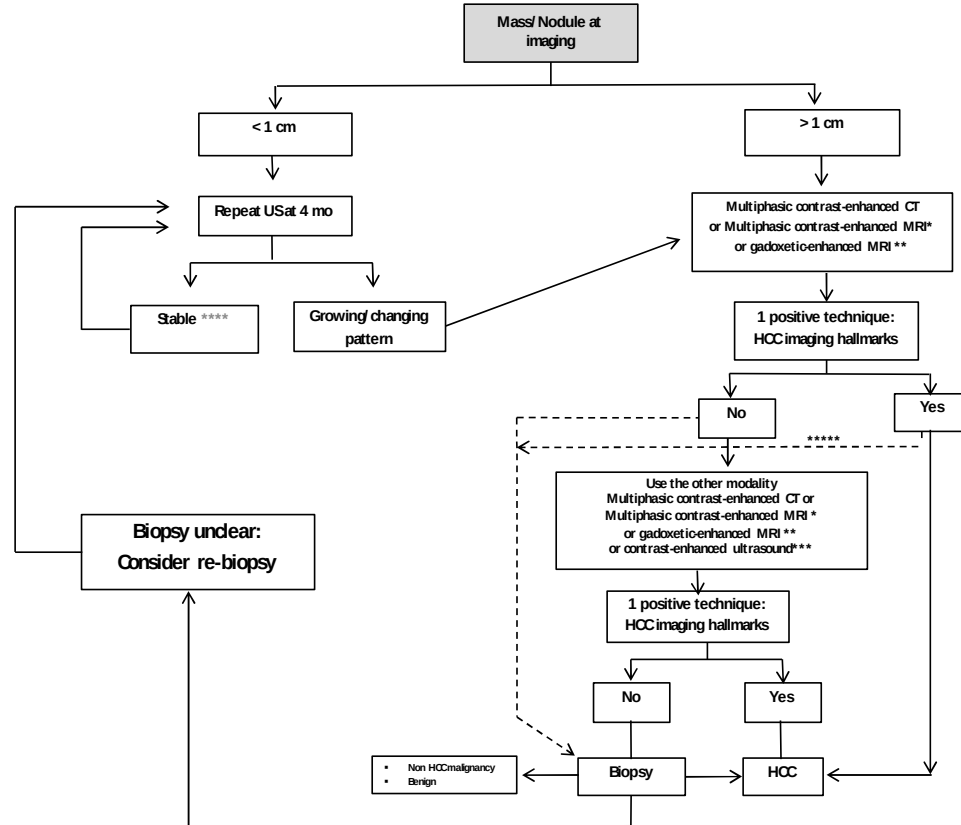 Mass/ Nodule at
imaging
< 1 cm
> 1 cm
Repeat US at 4 mo
Multiphasic contrast-enhanced CT
or Multiphasic contrast-enhanced MRI*
or gadoxetic-enhanced MRI **
Stable ****
Growing/ changing
pattern
1 positive technique:
HCC imaging hallmarks
No
Yes
*****
Use the other modality
Multiphasic contrast-enhanced CT or
Multiphasic contrast-enhanced MRI *
or gadoxetic-enhanced MRI **
or contrast-enhanced ultrasound***
Biopsy unclear:
Consider re-biopsy
1 positive technique:
HCC imaging hallmarks
No
Yes
▪ Non HCC malignancy
▪ Benign
Biopsy
HCC